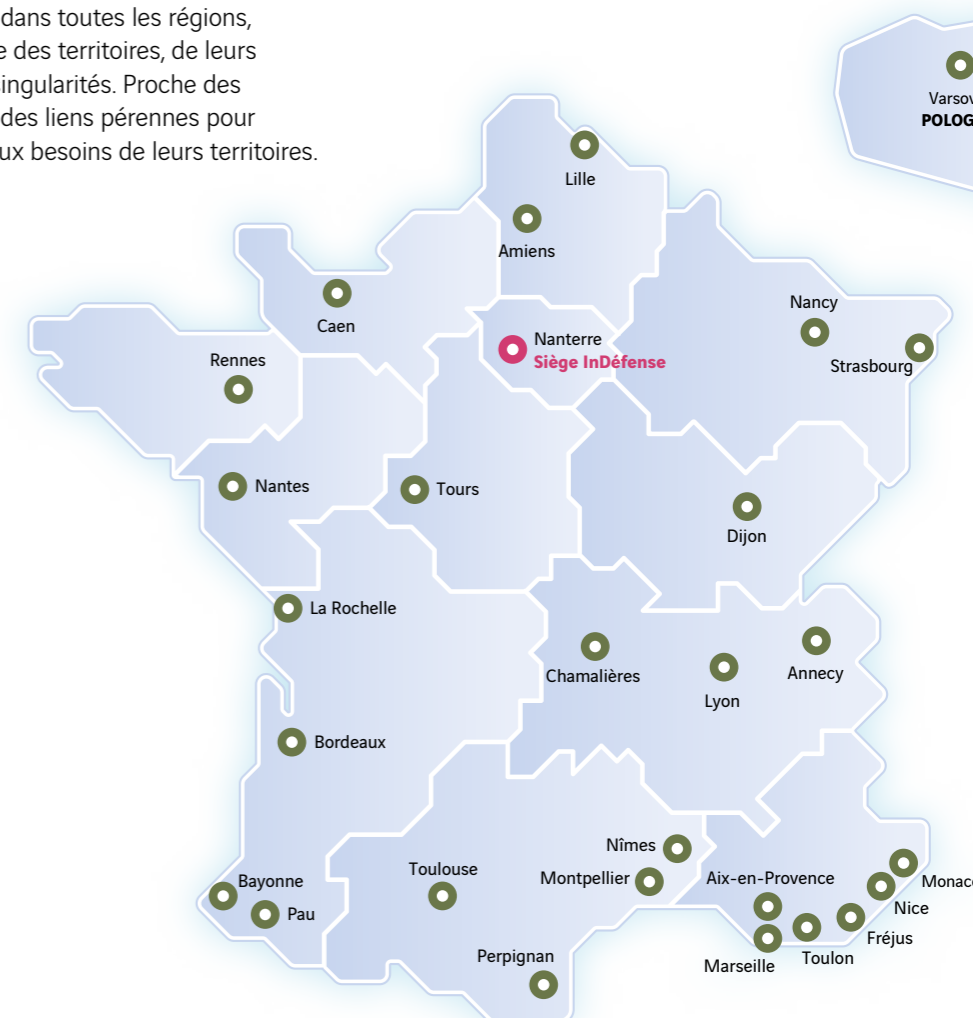 dans toutes les régions,
des territoires, de leurs
singularités. Proche des
des liens pérennes pour
besoins de leurs territoires.
Lille
Amiens
Caen
Nanterre
Siège InDéfense
Nancy
Strasbourg
Rennes
Nantes
Tours
Dijon
La Rochelle
Chamalières
Lyon
Annecy
Bordeaux
Nîmes
Montpellier
Toulouse
Bayonne
Pau
Perpignan
Aix-en-Provence
Marseille
Toulon
Fréjus
Nice